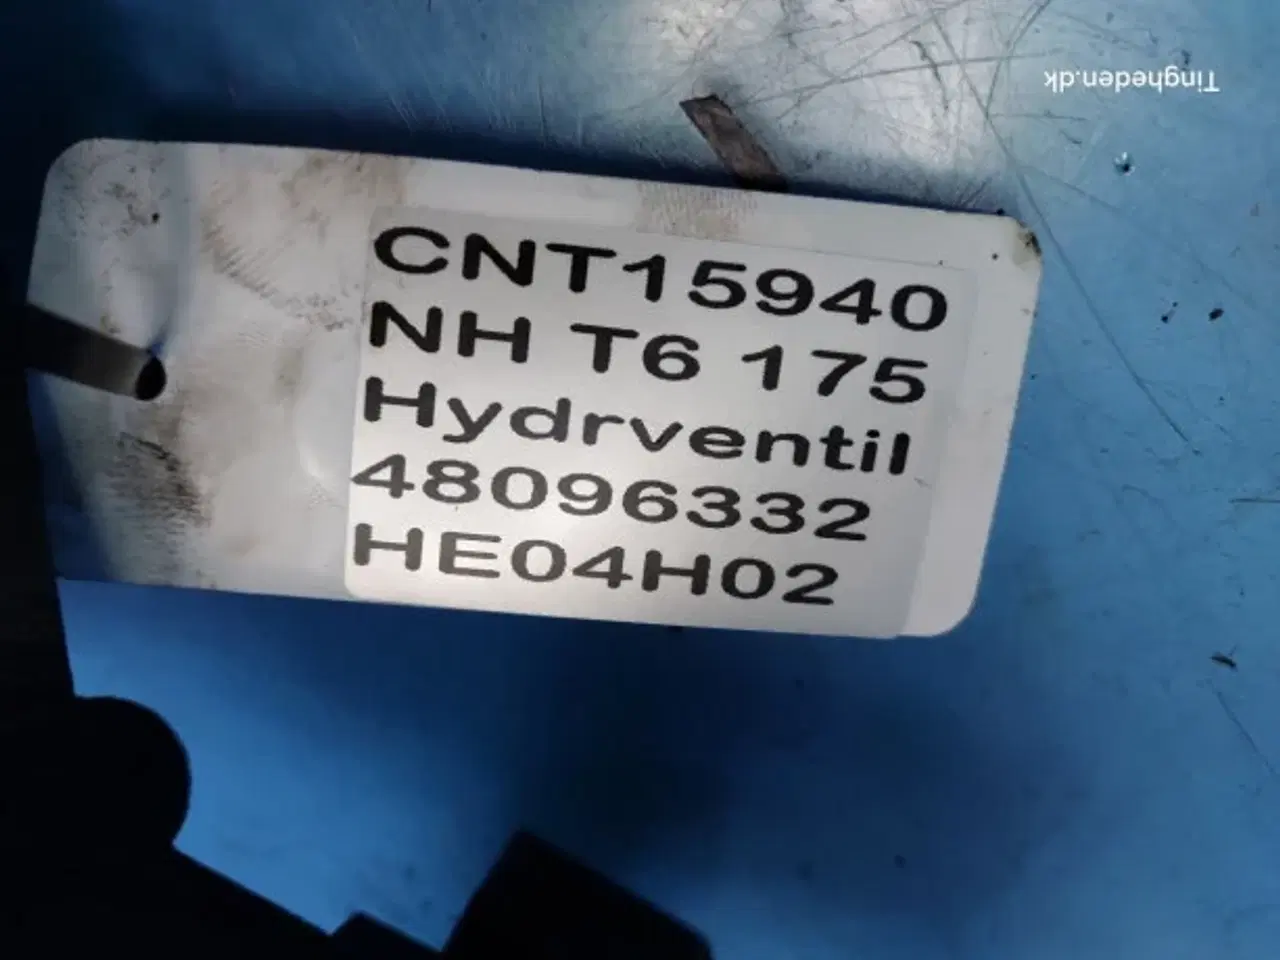 Tingheden.dk
CNT15940
NH T6 175
Hydrventil
48096332
HE04H02